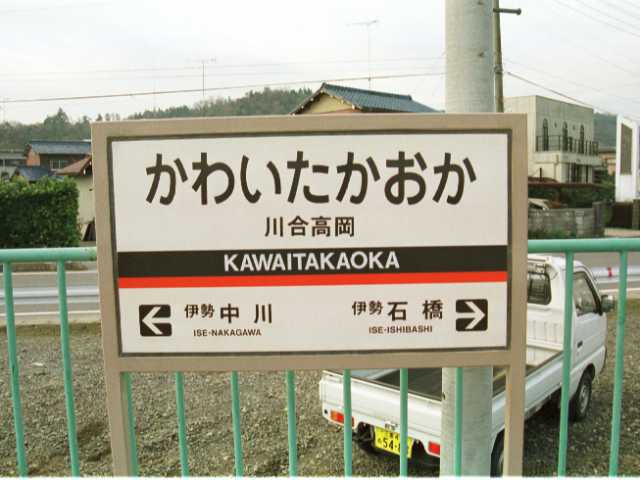 かわいたかおか
川合高岡
KAWAITAKAOKA
伊勢 中川
ISE-NAKAGAWA
伊勢 石橋
ISE-ISHIBASHI